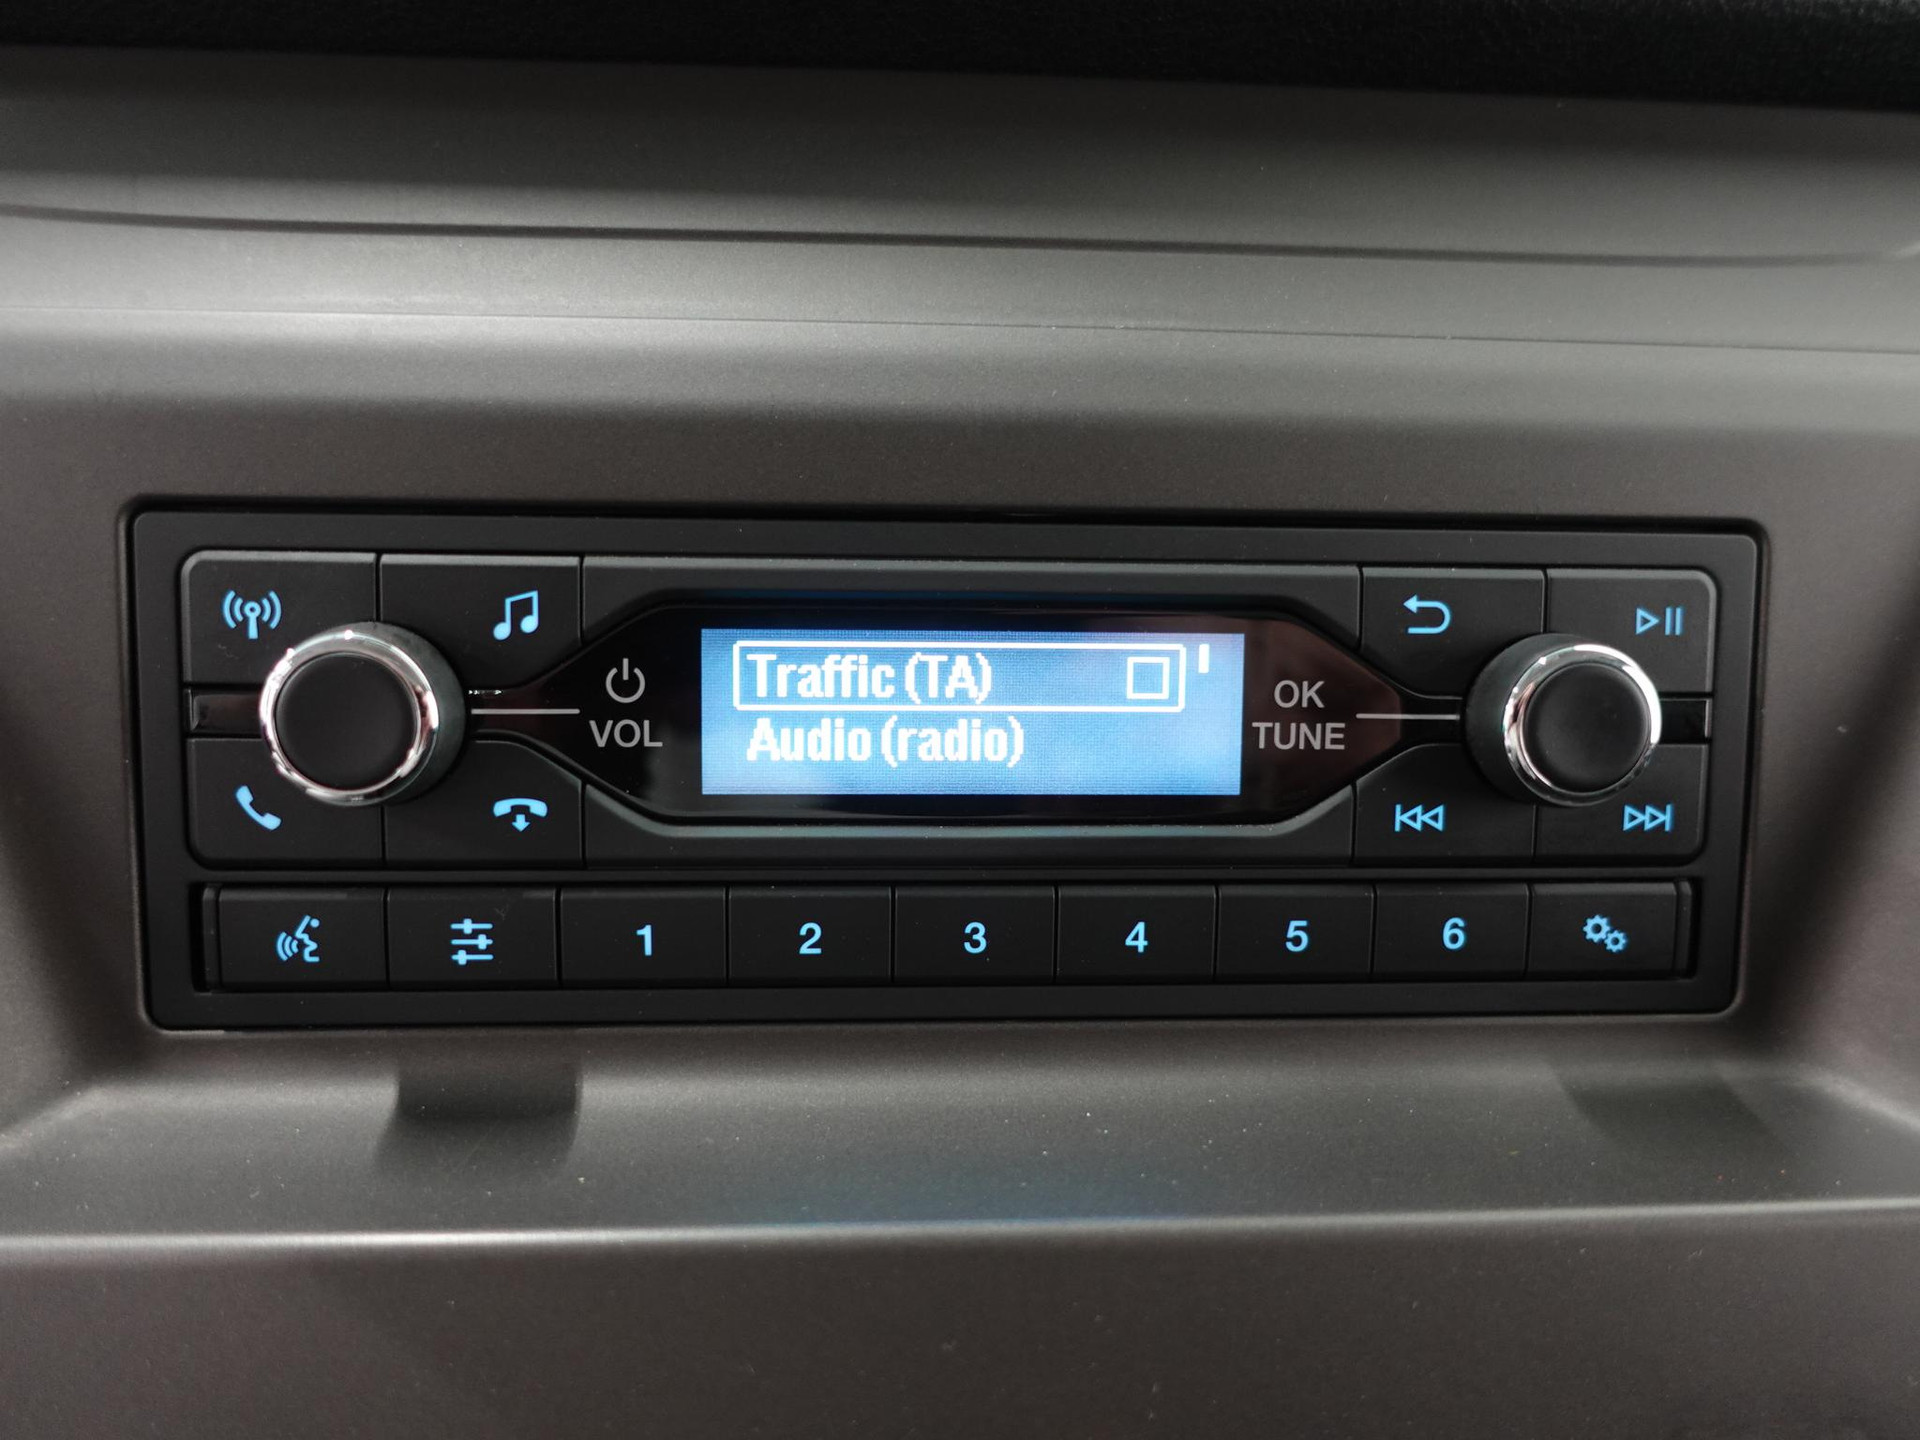 VOL
Traffic (TA)
Audio (radio)
OK
TUNE
1 2 3 4 5 6